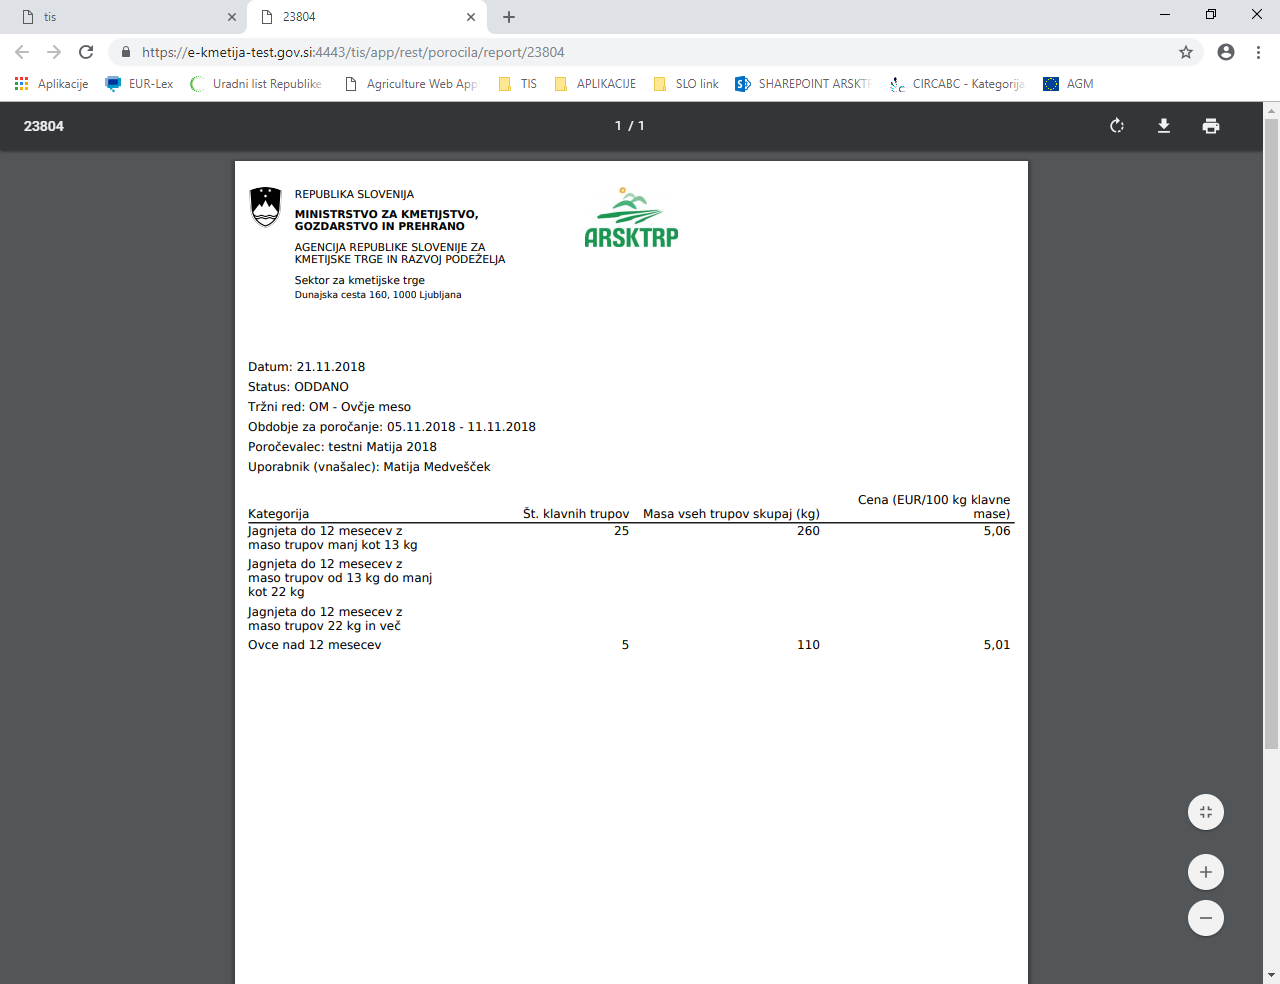 tis
23804
https://e-kmetija-test.gov.si:4443/tis/app/rest/porocila/report/23804
Aplikacije EUR-Lex Uradni list Republike Agriculture Web App TIS APLIKACIJE SLO link SHAREPOINT ARSKTR CIRCABC - Kategorija AGM
23804 1 / 1
REPUBLIKA SLOVENIJA
MINISTRSTVO ZA KMETIJSTVO,
GOZDARSTVO IN PREHRANO
AGENCIJA REPUBLIKE SLOVENIJE ZA
KMETIJSKE TRGE IN RAZVOJ PODEŽELJA
Sektor za kmetijske trge
Dunajska cesta 160, 1000 Ljubljana
ARSKTRP
Datum: 21.11.2018
Status: ODDANO
Tržni red: OM - Ovčje meso
Obdobje za poročanje: 05.11.2018 - 11.11.2018
Poročevalec: testni Matija 2018
Uporabnik (vnašalec): Matija Medvešček
Cena (EUR/100 kg klavne
Kategorija Št. klavnih trupov Masa vseh trupov skupaj (kg) mase)
Jagnjeta do 12 mesecev z 25 260 5,06
maso trupov manj kot 13 kg
Jagnjeta do 12 mesecev z
maso trupov od 13 kg do manj
kot 22 kg
Jagnjeta do 12 mesecev z
maso trupov 22 kg in več
Ovce nad 12 mesecev 5 110 5,01